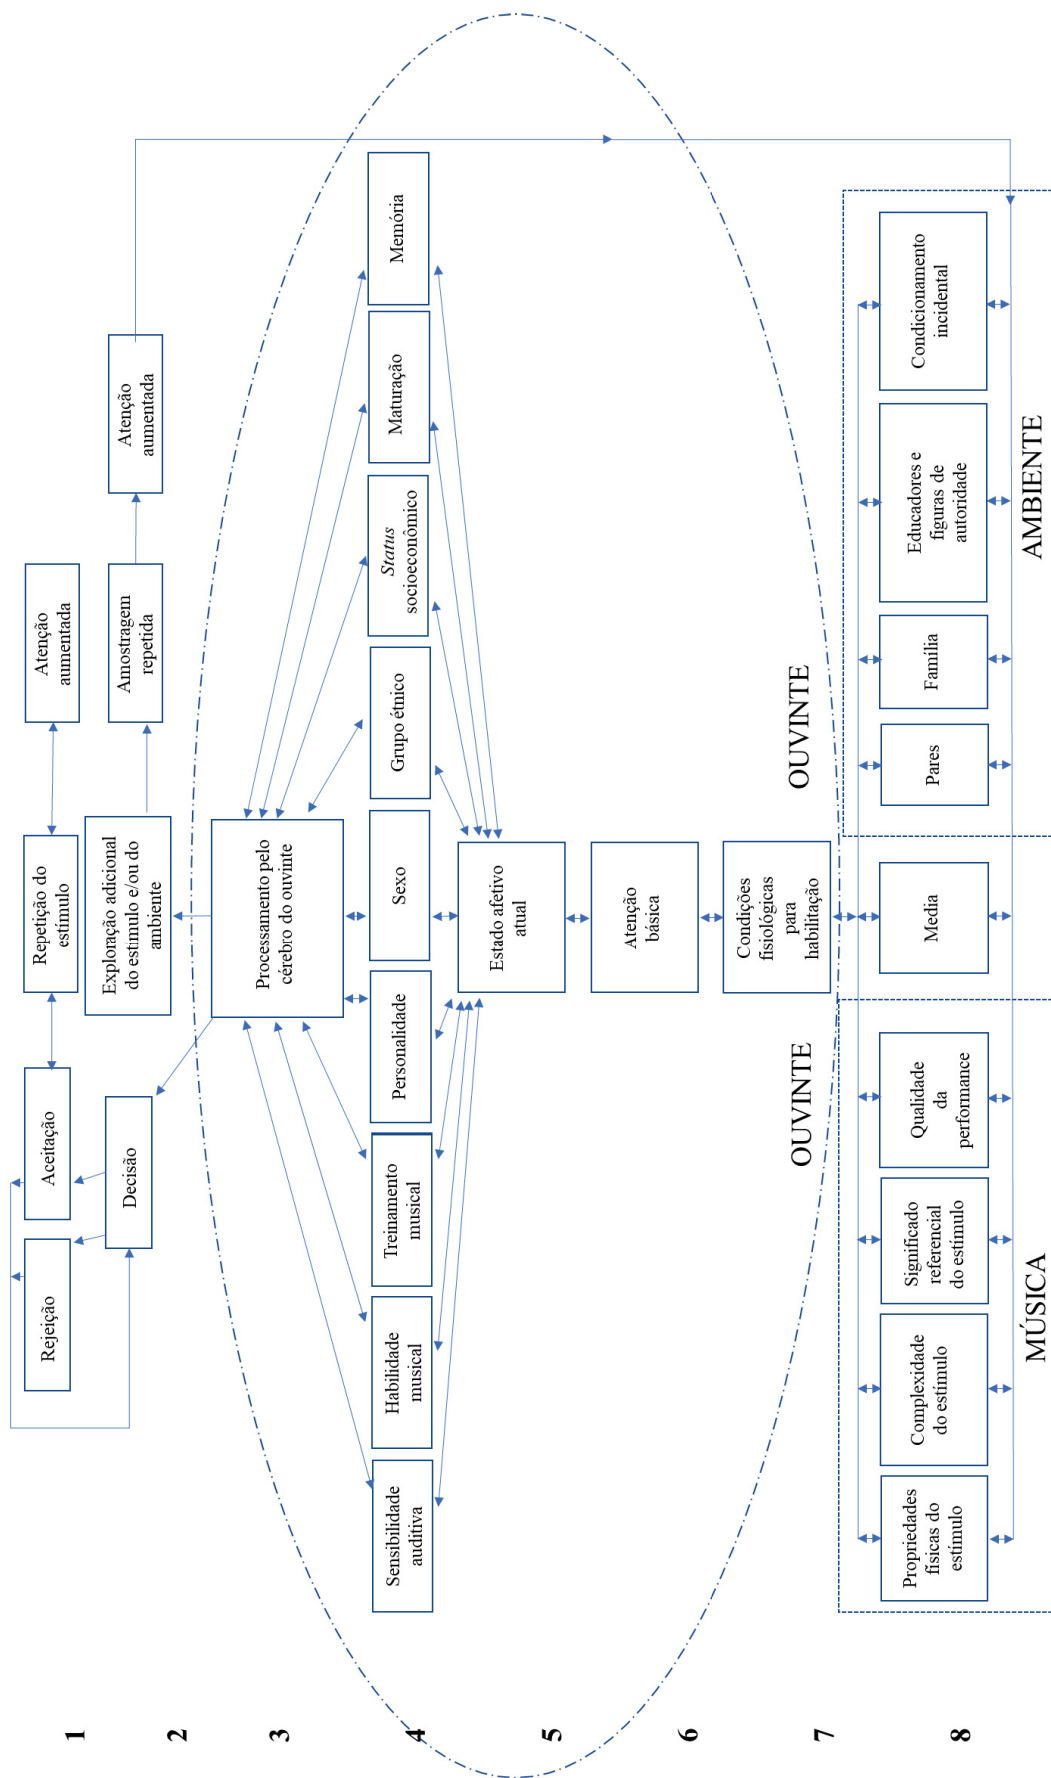 1
Rejeição
Aceitação
Repetição do
estímulo
Atenção
aumentada
2
Decisão
Exploração adicional
do estímulo e/ou do
ambiente
Amostragem
repetida
Atenção
aumentada
3
Processamento pelo
cérebro do ouvinte
4
Sensibilidade
auditiva
Habilidade
musical
Treinamento
musical
Personalidade
Sexo
Grupo étnico
Status
socioeconômico
Maturação
Memória
5
Estado afetivo
atual
6
Atenção
básica
7
Condições
fisiológicas
para
habilitação
OUVINTE
OUVINTE
8
Propriedades
físicas do
estímulo
Complexidade
do estímulo
Significado
referencial
do estímulo
Qualidade
da
performance
Media
Pares
Família
Educadores e
figuras de
autoridade
Condicionamento
incidental
MÚSICA
AMBIENTE